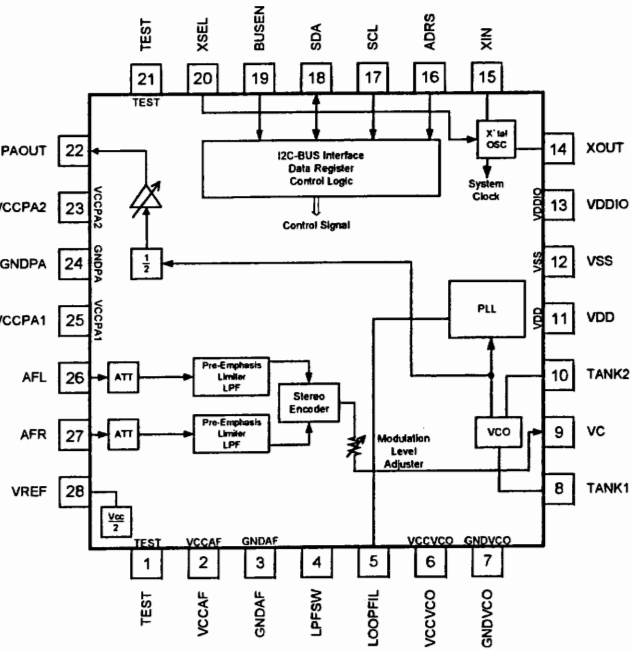 TEST
XSEL
BUSEN
SDA
SCL
ADRS
XIN
21
20
19
18
17
16
15
TEST
PAOUT
22
X'tal
OSC
14
XOUT
I2C-BUS Interface
Data Register
Control Logic
System
Clock
VCCPA2
23
VCCPA2
VDDIO
13
VDDIO
Control Signal
GNDPA
24
GNDPA
1
2
VSS
12
VSS
VCCPA1
25
VCCPA1
PLL
VDD
11
VDD
AFL
26
ATT
Pre-Emphasis
Limiter
LPF
10
TANK2
Stereo
Encoder
AFR
27
ATT
Pre-Emphasis
Limiter
LPF
Modulation
Level
Adjuster
VCO
9
VC
VREF
28
8
TANK1
Vcc
2
TEST
VCCAF
GNDAF
VCCVCO
GNDVCO
1
2
3
4
5
6
7
TEST
VCCAF
GNDAF
LPFSW
LOOPFIL
VCCVCO
GNDVCO